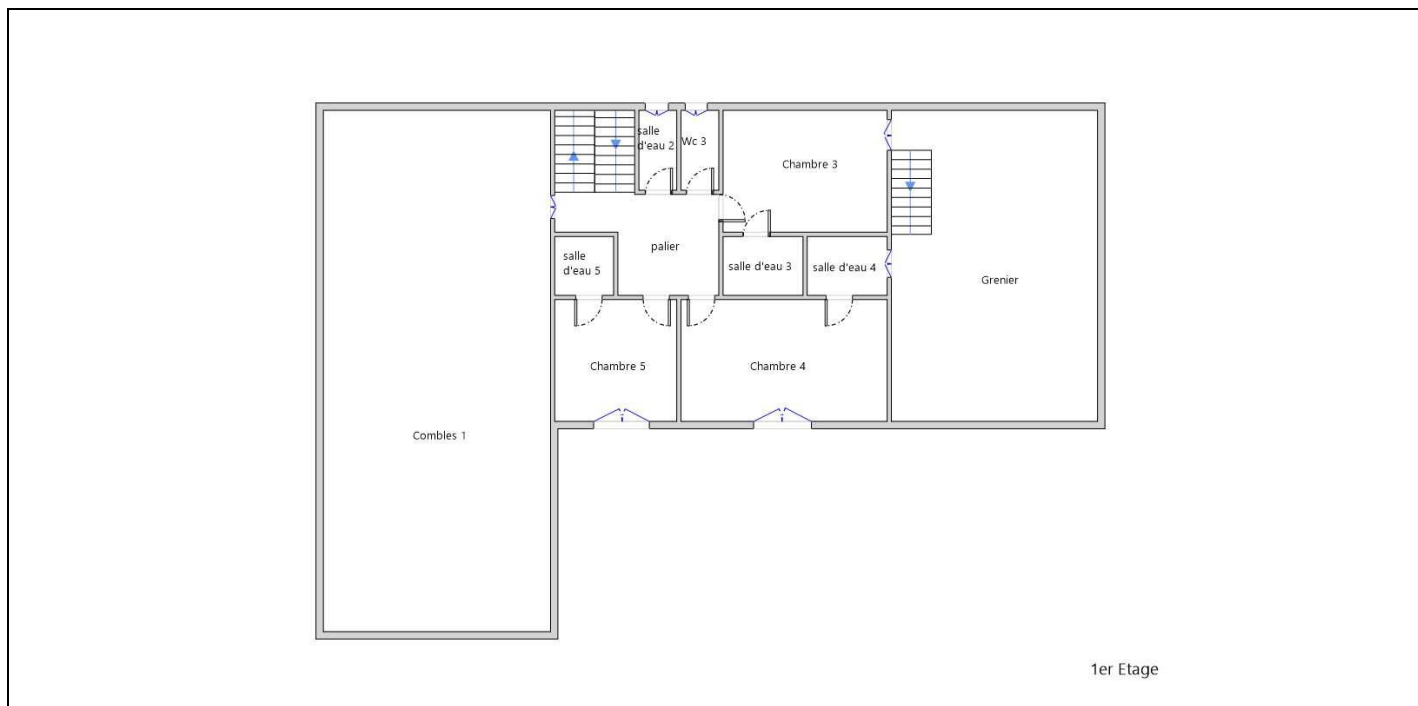 salle
d'eau 2
Wc 3
Chambre 3
palier
salle
d'eau 5
salle d'eau 3
salle d'eau 4
Grenier
Chambre 5
Chambre 4
Combles 1
1er Etage